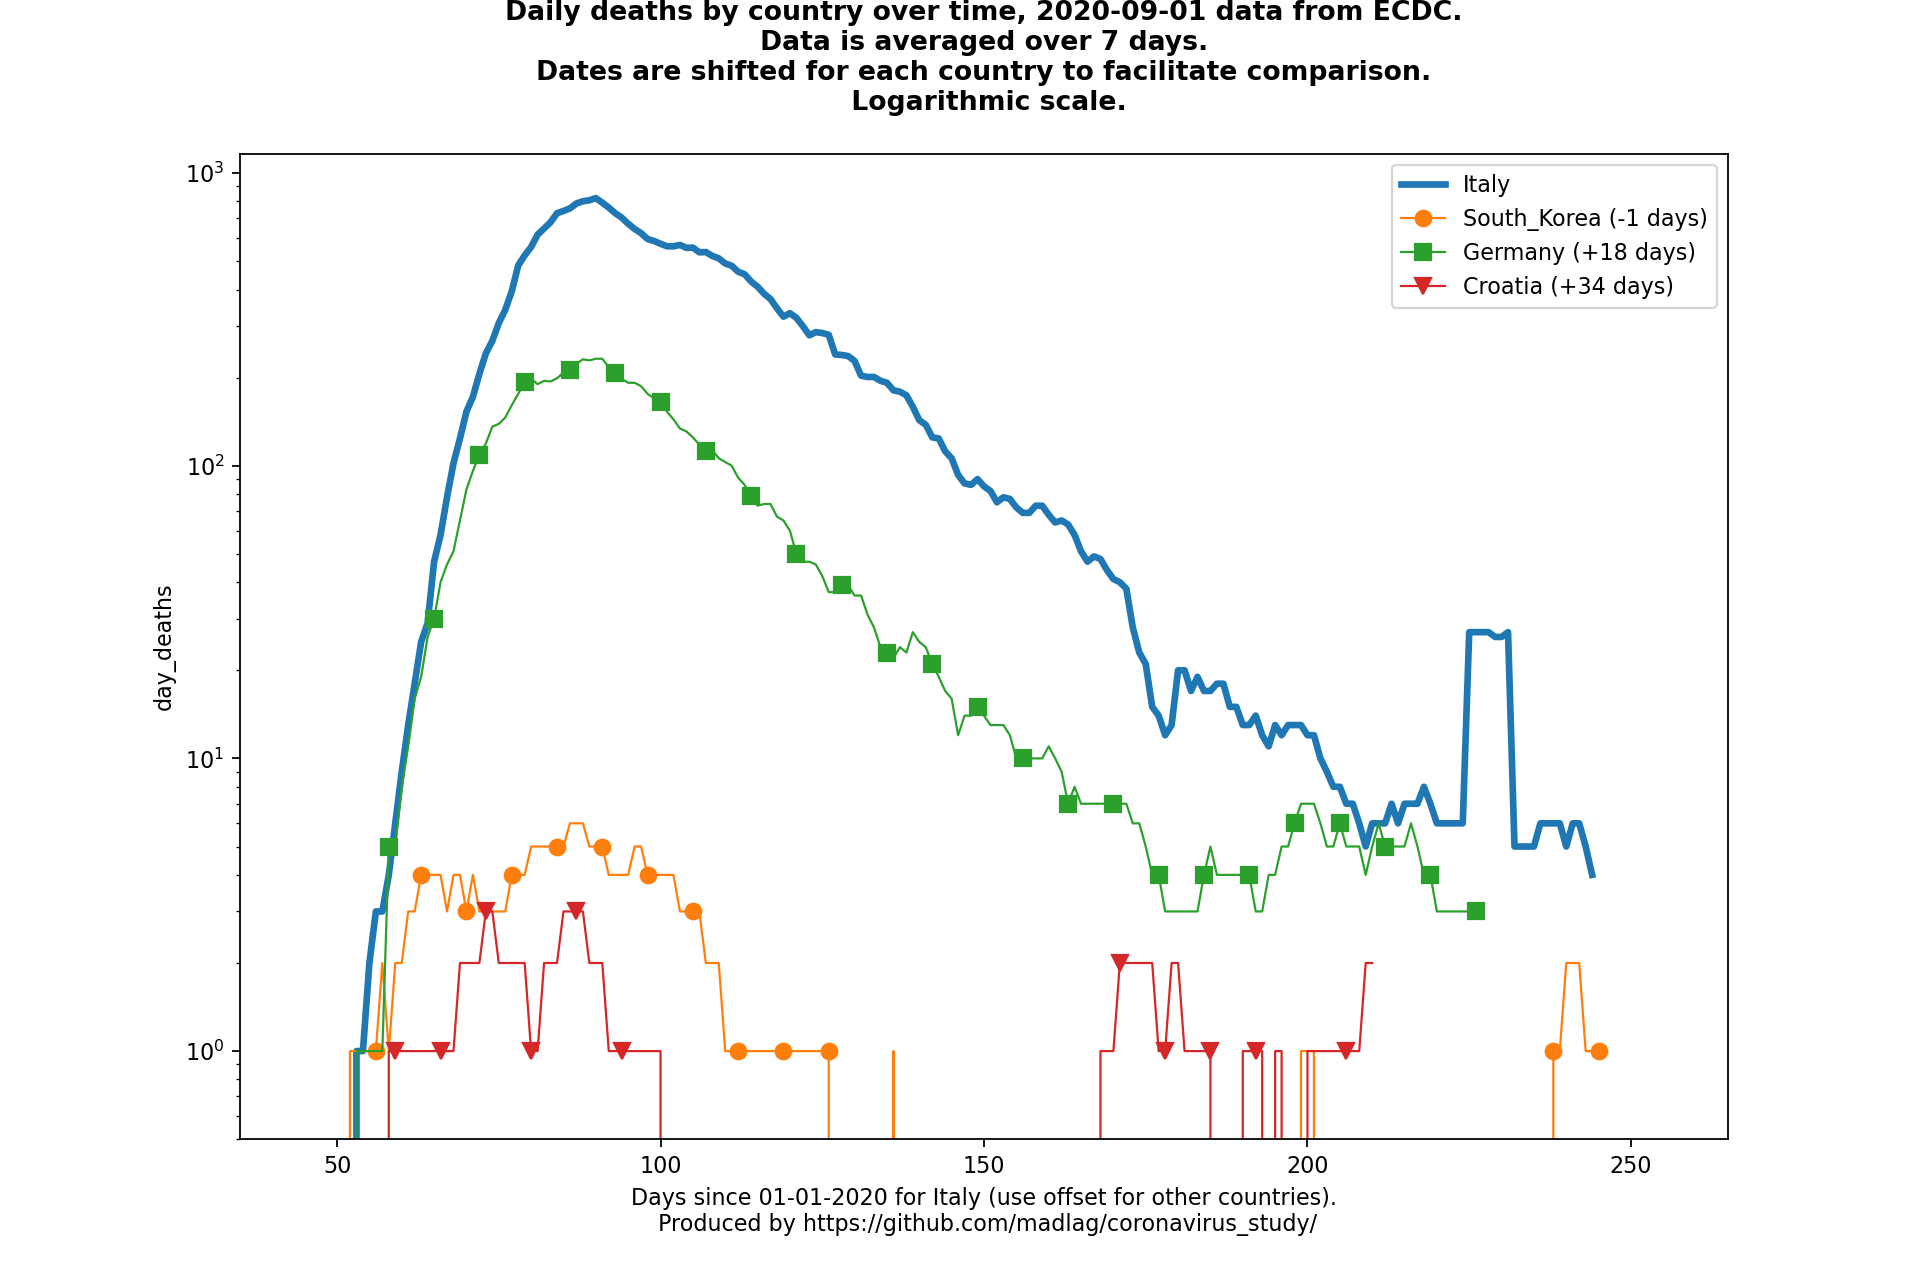 Daily deaths by country over time, 2020-09-01 data from ECDC.
Data is averaged over 7 days.
Dates are shifted for each country to facilitate comparison.
Logarithmic scale.
10³
10²
10¹
10⁰
day_deaths
Italy
South_Korea (-1 days)
Germany (+18 days)
Croatia (+34 days)
50 100 150 200 250
Days since 01-01-2020 for Italy (use offset for other countries).
Produced by https://github.com/madlag/coronavirus_study/